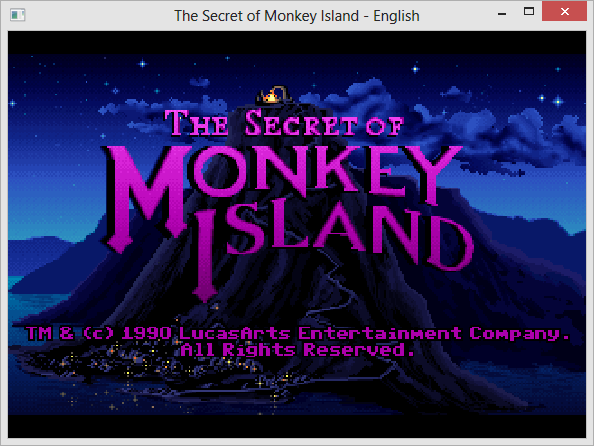 The Secret of Monkey Island - English
THE SECRET OF
MONKEY
ISLAND
TM & (c) 1990 LucasArts Entertainment Company.
All Rights Reserved.